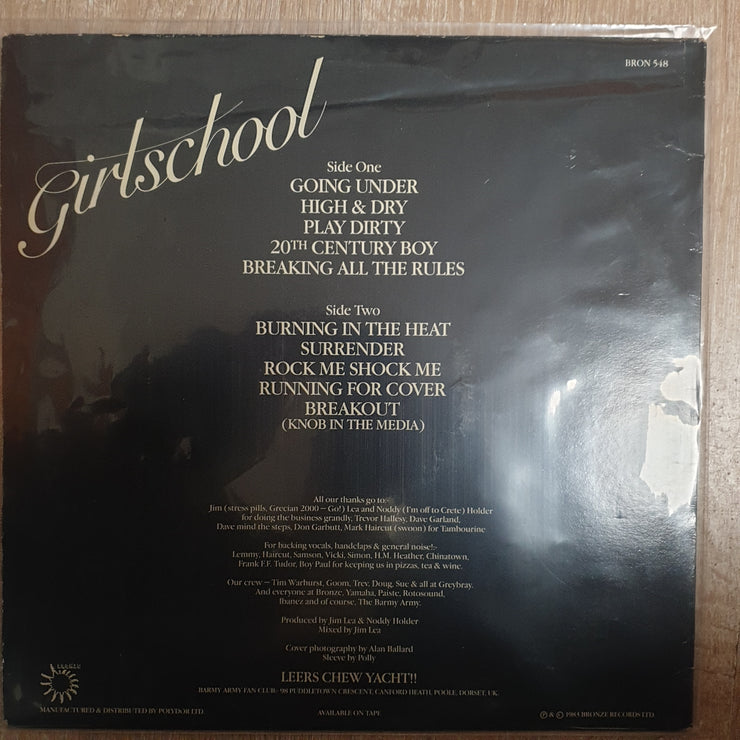 BRON 548
Girlschool
Side One
GOING UNDER
HIGH & DRY
PLAY DIRTY
20TH CENTURY BOY
BREAKING ALL THE RULES
Side Two
BURNING IN THE HEAT
SURRENDER
ROCK ME SHOCK ME
RUNNING FOR COVER
BREAKOUT
(KNOB IN THE MEDIA)
All our thanks go to:-
Jim (stress pills, Grecian 2000 – Go!) Lea and Noddy (I'm off to Crete) Holder
for doing the business grandly, Trevor Hallesy, Dave Garland,
Dave mind the steps, Don Garbutt, Mark Haircut (swoon) for Tambourine
For backing vocals, handclaps & general noise!:-
Lemmy, Haircut, Samson, Vicki, Simon, H.M. Heather, Chinatown,
Frank F.F. Tudor, Boy Paul for keeping us in pizzas, tea & wine.
Our crew – Tim Warhurst, Goom, Trev, Doug, Sue & all at Greybray.
And everyone at Bronze, Yamaha, Paiste, Rotosound,
Ibanez and of course, The Barmy Army.
Produced by Jim Lea & Noddy Holder
Mixed by Jim Lea
Cover photography by Alan Ballard
Sleeve by Polly
LEERS CHEW YACHT!!
BARMY ARMY FAN CLUB:- 98 PUDDLETOWN CRESCENT, CANFORD HEATH, POOLE, DORSET, UK
BRONZE
MANUFACTURED & DISTRIBUTED BY POLYDOR LTD.
AVAILABLE ON TAPE
℗ & © 1983 BRONZE RECORDS LTD.